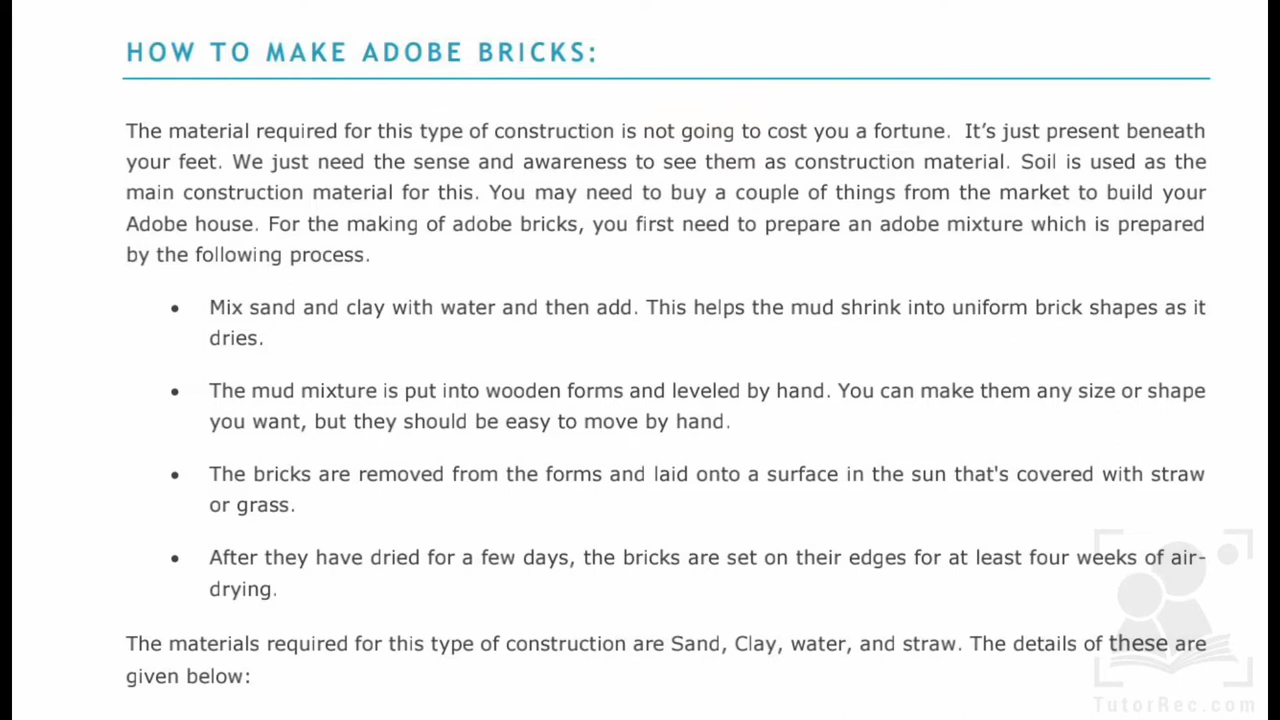 HOW TO MAKE ADOBE BRICKS:
The material required for this type of construction is not going to cost you a fortune.  It’s just present beneath
your feet. We just need the sense and awareness to see them as construction material. Soil is used as the
main construction material for this. You may need to buy a couple of things from the market to build your
Adobe house. For the making of adobe bricks, you first need to prepare an adobe mixture which is prepared
by the following process.
• Mix sand and clay with water and then add. This helps the mud shrink into uniform brick shapes as it
dries.
• The mud mixture is put into wooden forms and leveled by hand. You can make them any size or shape
you want, but they should be easy to move by hand.
• The bricks are removed from the forms and laid onto a surface in the sun that's covered with straw
or grass.
• After they have dried for a few days, the bricks are set on their edges for at least four weeks of air-
drying.
The materials required for this type of construction are Sand, Clay, water, and straw. The details of these are
given below:
TutorRec.com